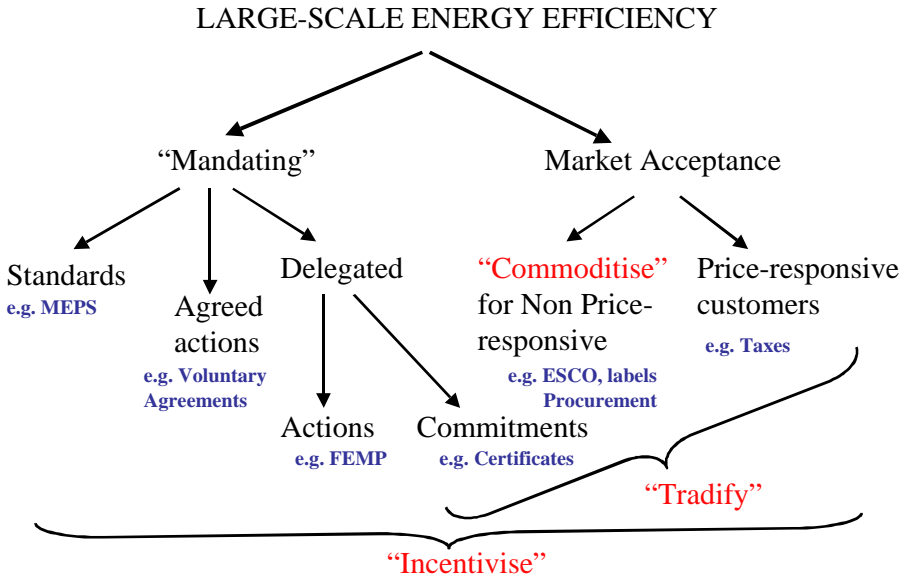 LARGE-SCALE ENERGY EFFICIENCY
“Mandating”
Market Acceptance
Standards
e.g. MEPS
Agreed
actions
e.g. Voluntary
Agreements
Delegated
Actions
e.g. FEMP
Commitments
e.g. Certificates
“Commoditise”
for Non Price-
responsive
e.g. ESCO, labels
Procurement
Price-responsive
customers
e.g. Taxes
“Tradify”
“Incentivise”